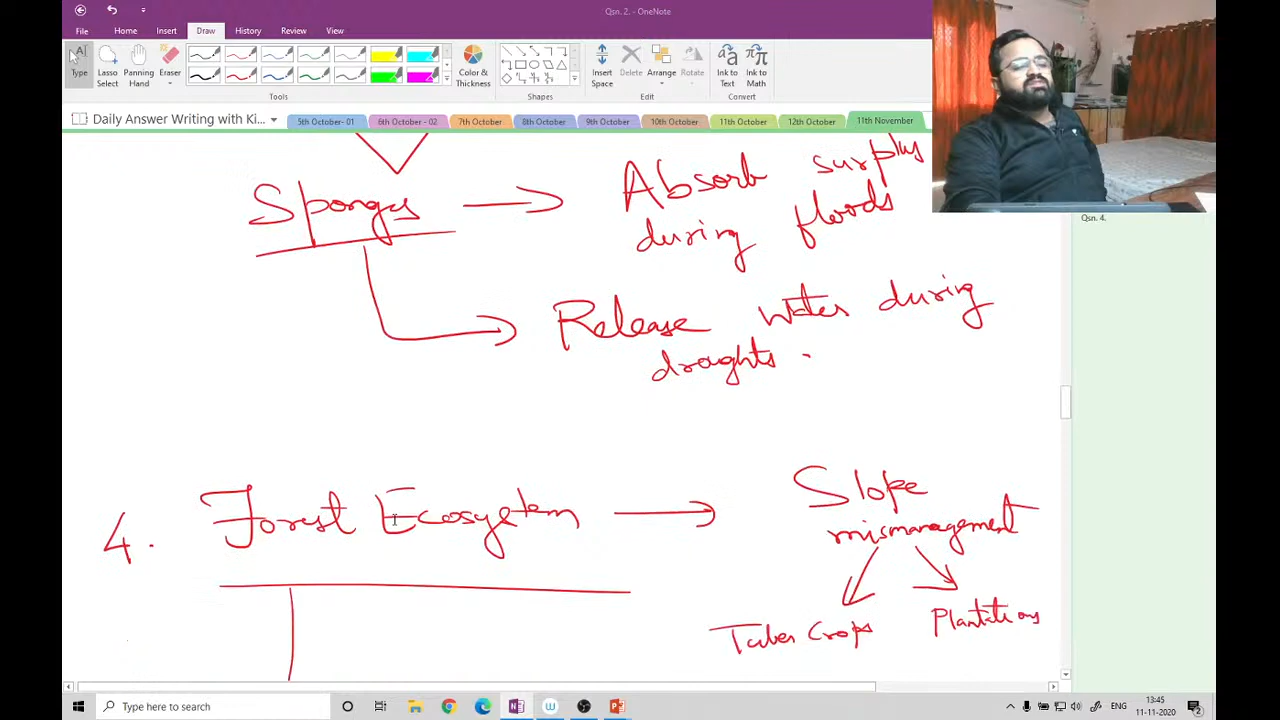 Qsn. 2. - OneNote
File Home Insert Draw History Review View
Type
Lasso Select
Panning Hand
Eraser
Color & Thickness
Insert Space
Delete
Arrange
Rotate
Ink to Text
Ink to Math
Tools
Shapes
Edit
Convert
Daily Answer Writing with Ki...
5th October- 01
6th October - 02
7th October
8th October
9th October
10th October
11th October
12th October
11th November
Qsn. 4.
Sponges → Absorb surplus
during floods
Release water during
droughts.
4. Forest Ecosystem → Slope
mismanagement
Tuber Crops
Plantations
Type here to search
ENG
13:45
11-11-2020
2